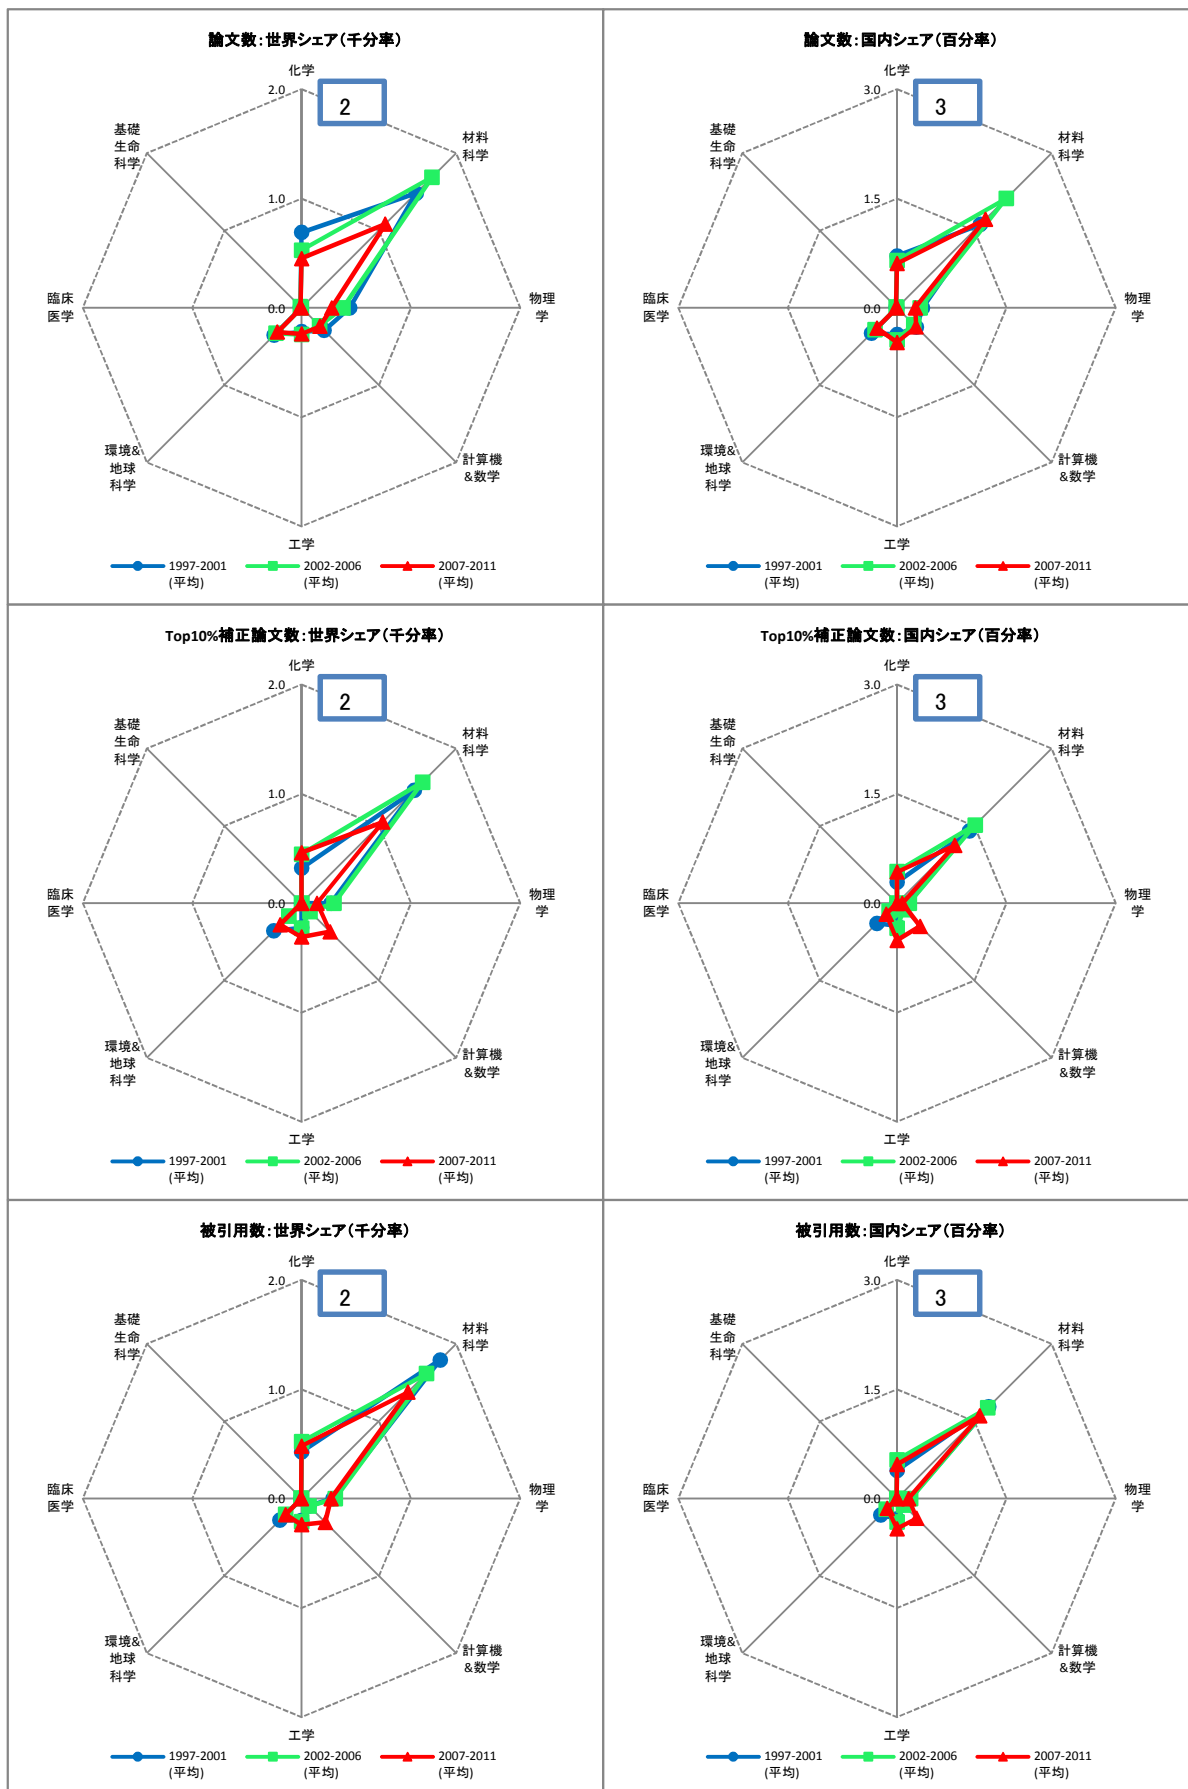 論文数：世界シェア（千分率）
化学
2.0
2
基礎
生命
科学
材料
科学
1.0
臨床
医学
0.0
物理
学
環境&
地球
科学
計算機
&数学
工学
1997-2001
(平均)
2002-2006
(平均)
2007-2011
(平均)
論文数：国内シェア（百分率）
化学
3.0
3
基礎
生命
科学
材料
科学
1.5
臨床
医学
0.0
物理
学
環境&
地球
科学
計算機
&数学
工学
1997-2001
(平均)
2002-2006
(平均)
2007-2011
(平均)
Top10%補正論文数：世界シェア（千分率）
化学
2.0
2
基礎
生命
科学
材料
科学
1.0
臨床
医学
0.0
物理
学
環境&
地球
科学
計算機
&数学
工学
1997-2001
(平均)
2002-2006
(平均)
2007-2011
(平均)
Top10%補正論文数：国内シェア（百分率）
化学
3.0
3
基礎
生命
科学
材料
科学
1.5
臨床
医学
0.0
物理
学
環境&
地球
科学
計算機
&数学
工学
1997-2001
(平均)
2002-2006
(平均)
2007-2011
(平均)
被引用数：世界シェア（千分率）
化学
2.0
2
基礎
生命
科学
材料
科学
1.0
臨床
医学
0.0
物理
学
環境&
地球
科学
計算機
&数学
工学
1997-2001
(平均)
2002-2006
(平均)
2007-2011
(平均)
被引用数：国内シェア（百分率）
化学
3.0
3
基礎
生命
科学
材料
科学
1.5
臨床
医学
0.0
物理
学
環境&
地球
科学
計算機
&数学
工学
1997-2001
(平均)
2002-2006
(平均)
2007-2011
(平均)